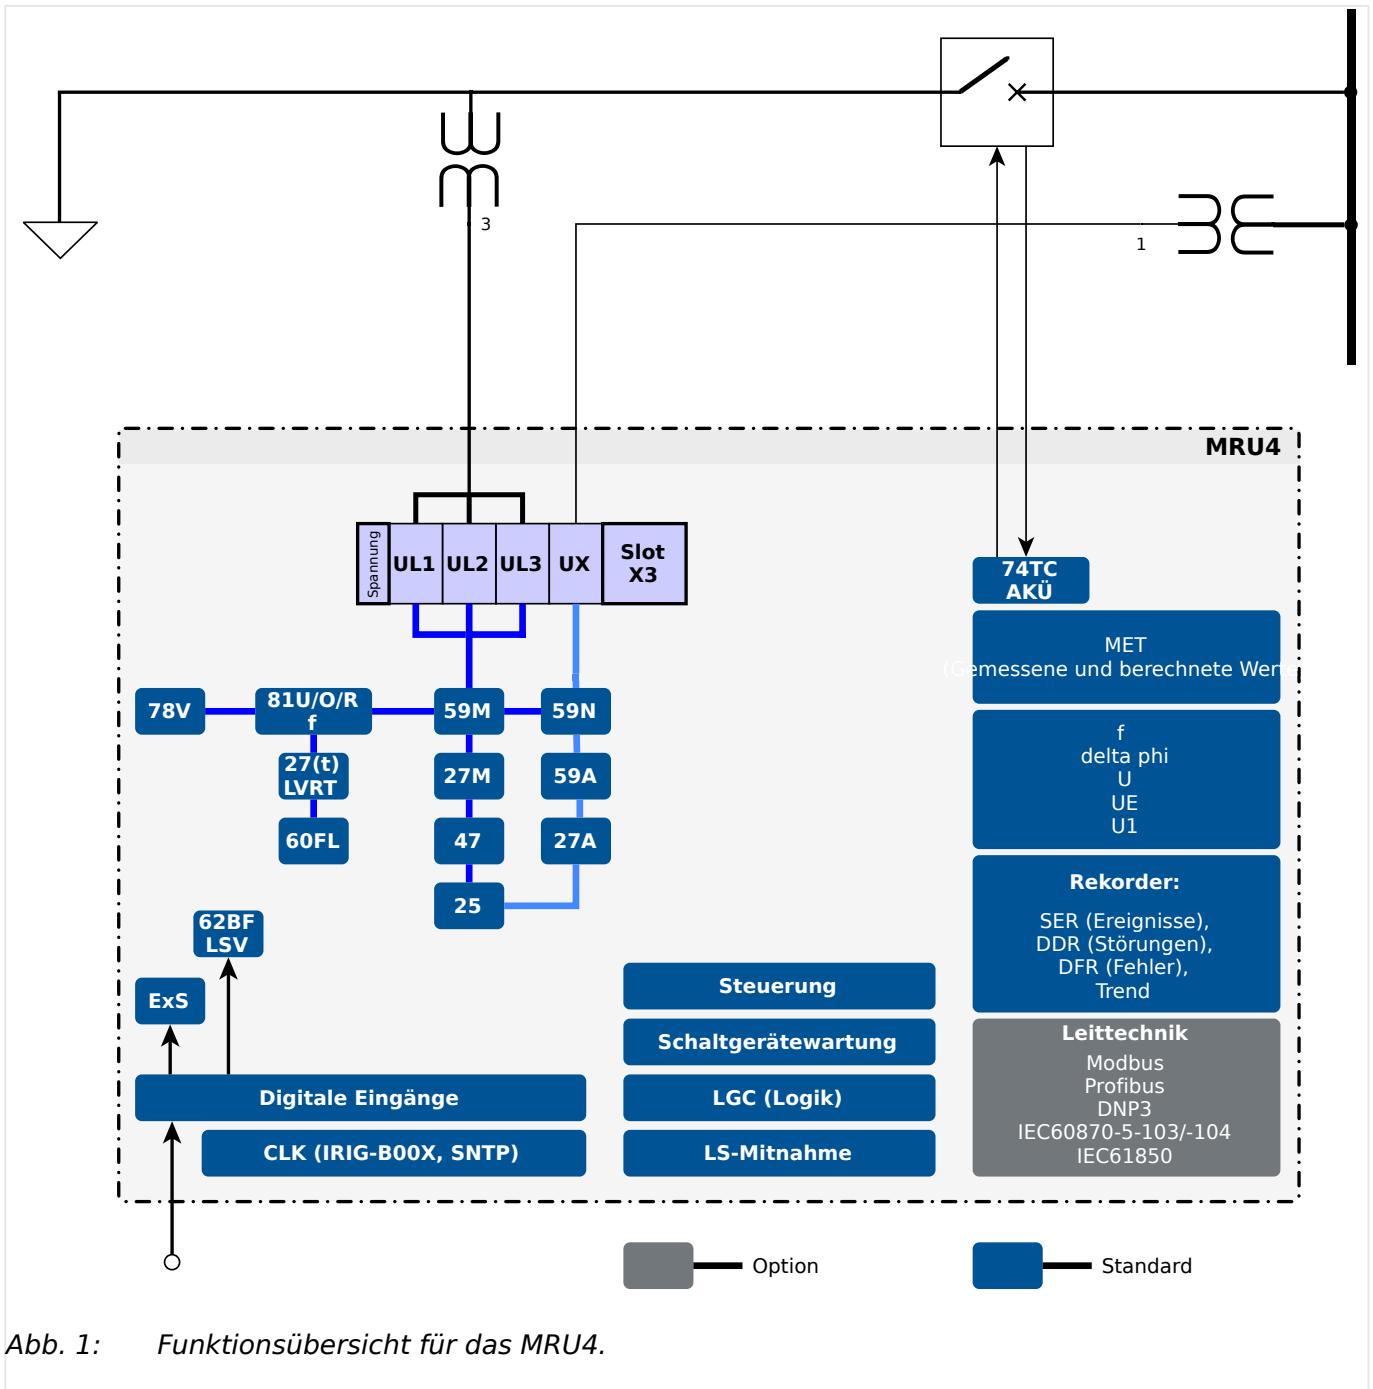 3
1
MRU4
Spannung
UL1
UL2
UL3
UX
Slot
X3
74TC
AKÜ
MET
(Gemessene und berechnete Werte)
f
delta phi
U
UE
U1
78V
81U/O/R
f
59M
59N
27(t)
LVRT
27M
59A
60FL
47
27A
25
Rekorder:
SER (Ereignisse),
DDR (Störungen),
DFR (Fehler),
Trend
62BF
LSV
ExS
Steuerung
Schaltgerätewartung
Leittechnik
Modbus
Profibus
DNP3
IEC60870-5-103/-104
IEC61850
Digitale Eingänge
LGC (Logik)
CLK (IRIG-B00X, SNTP)
LS-Mitnahme
Option
Standard
Abb. 1: Funktionsübersicht für das MRU4.